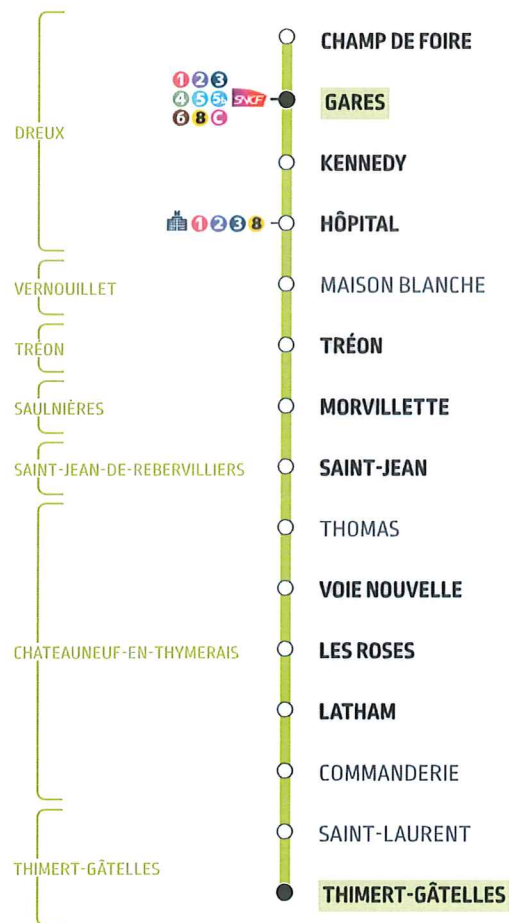 CHAMP DE FOIRE
1 2 3
4 5 5b SNCF
6 8 C
GARES
DREUX
KENNEDY
H 1 2 3 8
HÔPITAL
VERNOUILLET
MAISON BLANCHE
TRÉON
TRÉON
SAULNIÈRES
MORVILLETTE
SAINT-JEAN-DE-REBERVILLIERS
SAINT-JEAN
THOMAS
VOIE NOUVELLE
CHATEAUNEUF-EN-THYMERAIS
LES ROSES
LATHAM
COMMANDERIE
SAINT-LAURENT
THIMERT-GÂTELLES
THIMERT-GÂTELLES